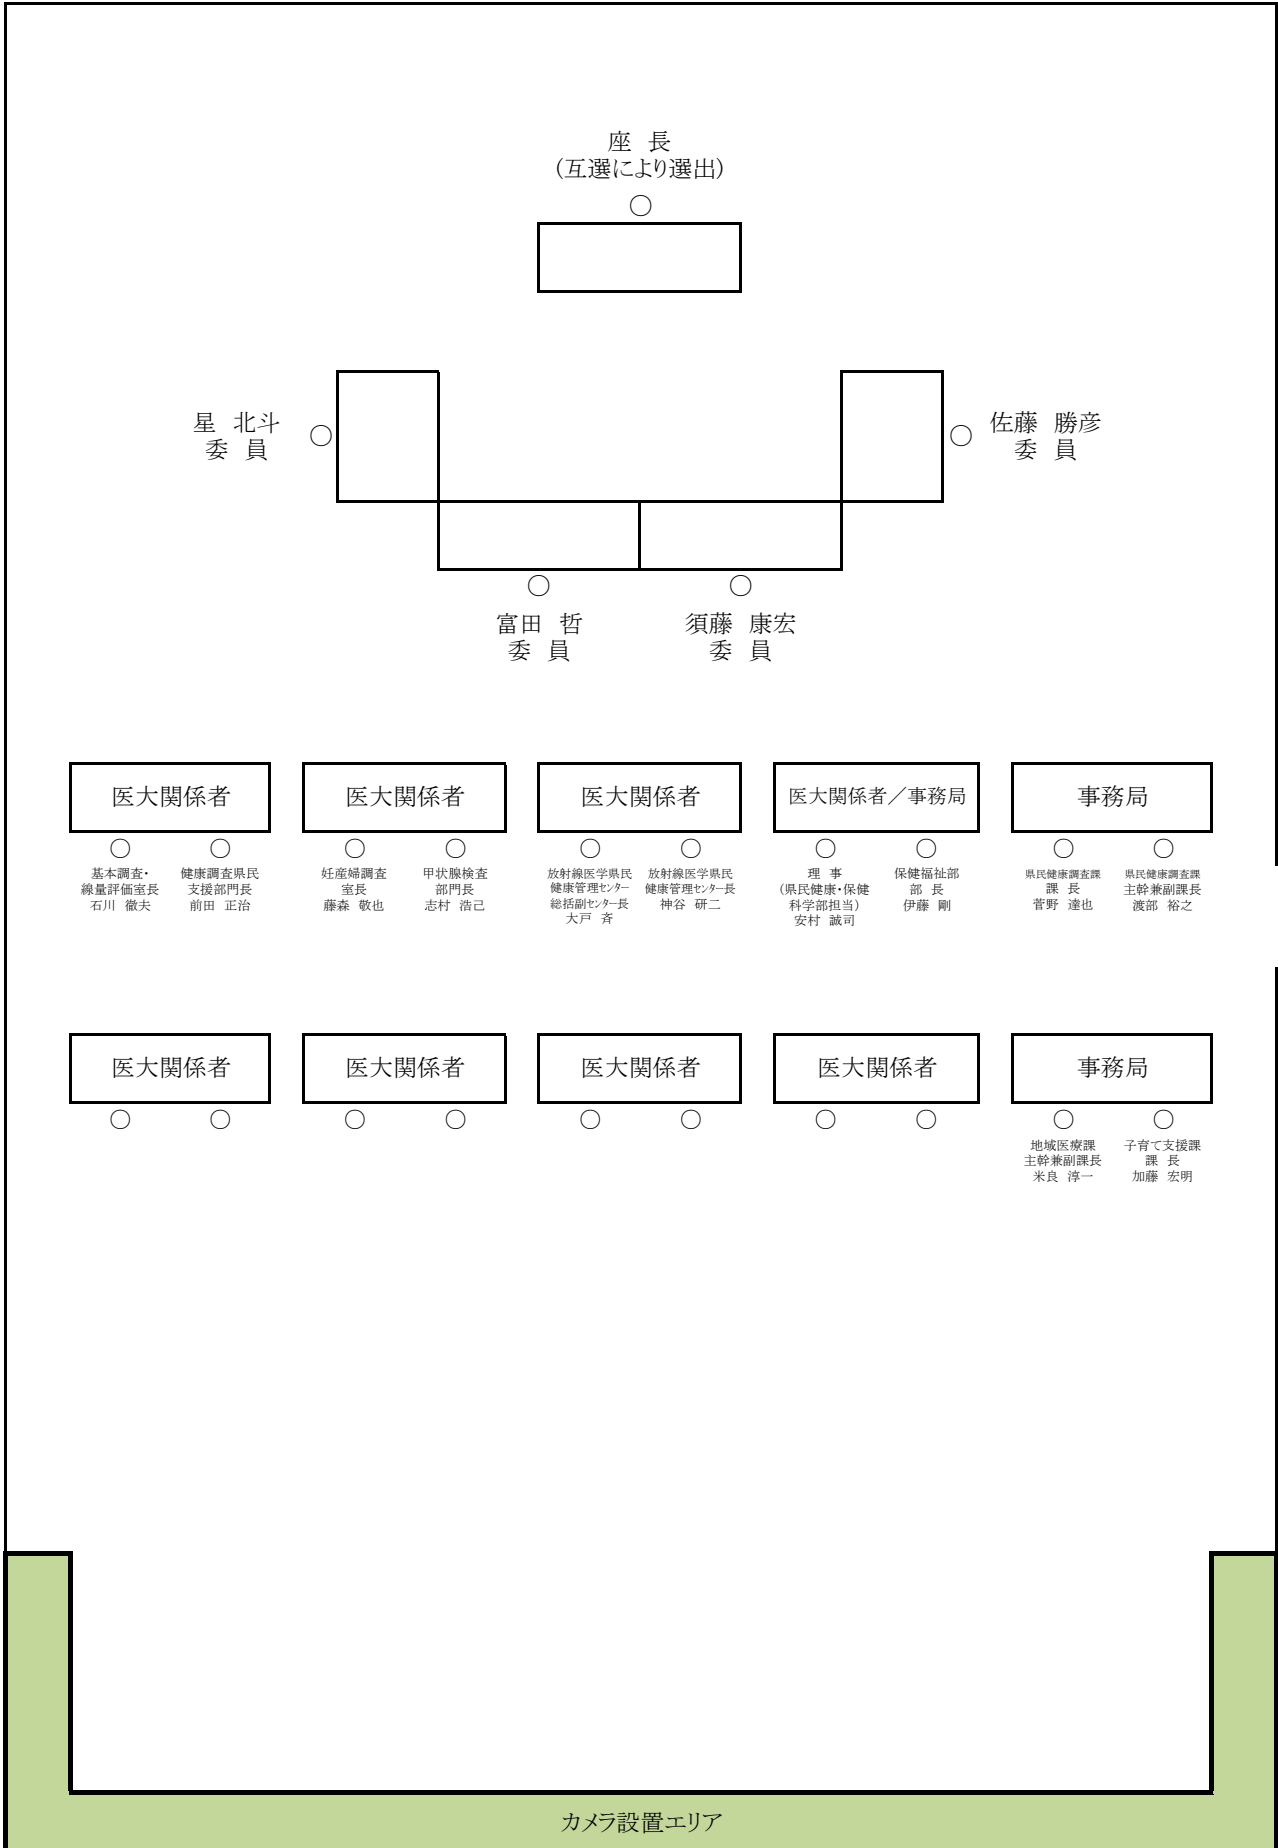 座 長
(互選により選出)
○
星 北斗
委 員
○
○
佐藤 勝彦
委 員
○
○
富田 哲
委 員
須藤 康宏
委 員
医大関係者
医大関係者
医大関係者
医大関係者／事務局
事務局
○ ○ ○ ○ ○ ○ ○ ○ ○ ○
基本調査・
線量評価室長
石川 徹夫
健康調査県民
支援部門長
前田 正治
妊産婦調査
室長
藤森 敬也
甲状腺検査
部門長
志村 浩己
放射線医学県民
健康管理センター
総括副センター長
大戸 斉
放射線医学県民
健康管理センター長
神谷 研二
理 事
(県民健康・保健
科学部担当)
安村 誠司
保健福祉部
部 長
伊藤 剛
県民健康調査課
課 長
菅野 達也
県民健康調査課
主幹兼副課長
渡部 裕之
医大関係者
医大関係者
医大関係者
医大関係者
事務局
○ ○ ○ ○ ○ ○ ○ ○ ○ ○
地域医療課
主幹兼副課長
米良 淳一
子育て支援課
課 長
加藤 宏明
カメラ設置エリア